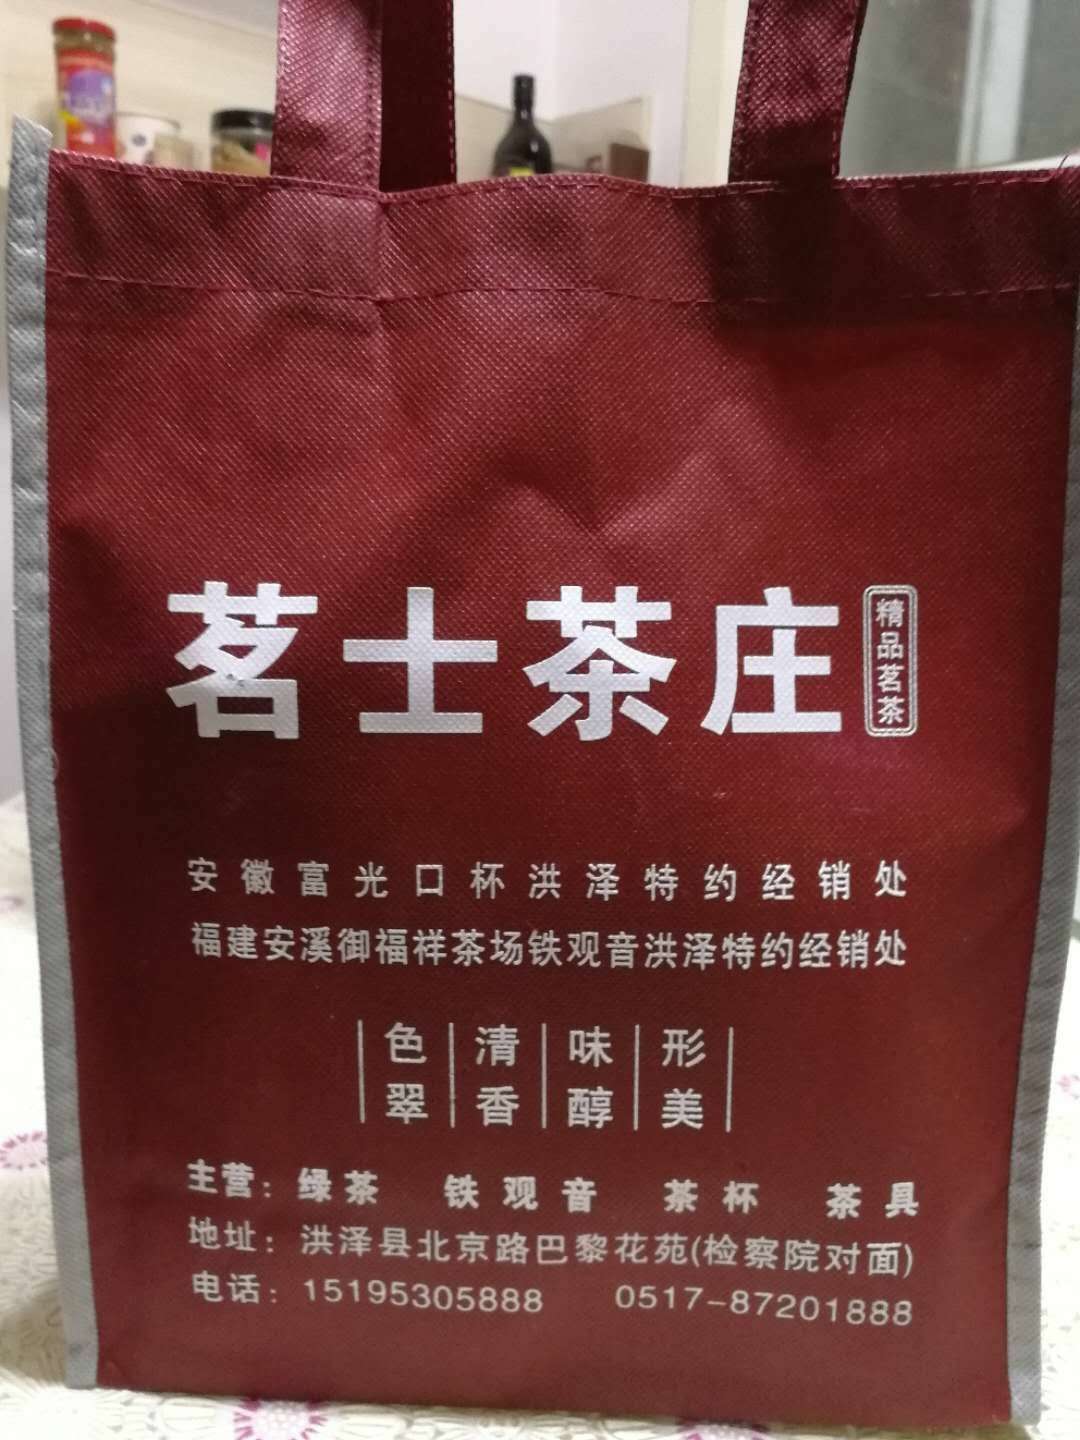 茗士茶庄
精品茗茶
安徽富光口杯洪泽特约经销处
福建安溪御福祥茶场铁观音洪泽特约经销处
色翠 清香 味醇 形美
主营：绿茶 铁观音 茶杯 茶具
地址：洪泽县北京路巴黎花苑(检察院对面)
电话：15195305888 0517-87201888